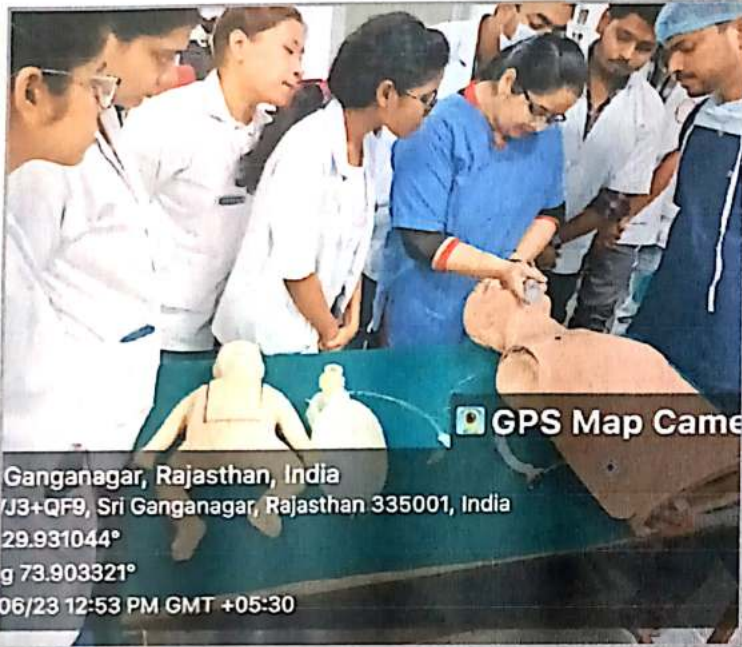 GPS Map Came
Ganganagar, Rajasthan, India
J3+QF9, Sri Ganganagar, Rajasthan 335001, India
29.931044°
g 73.903321°
06/23 12:53 PM GMT +05:30